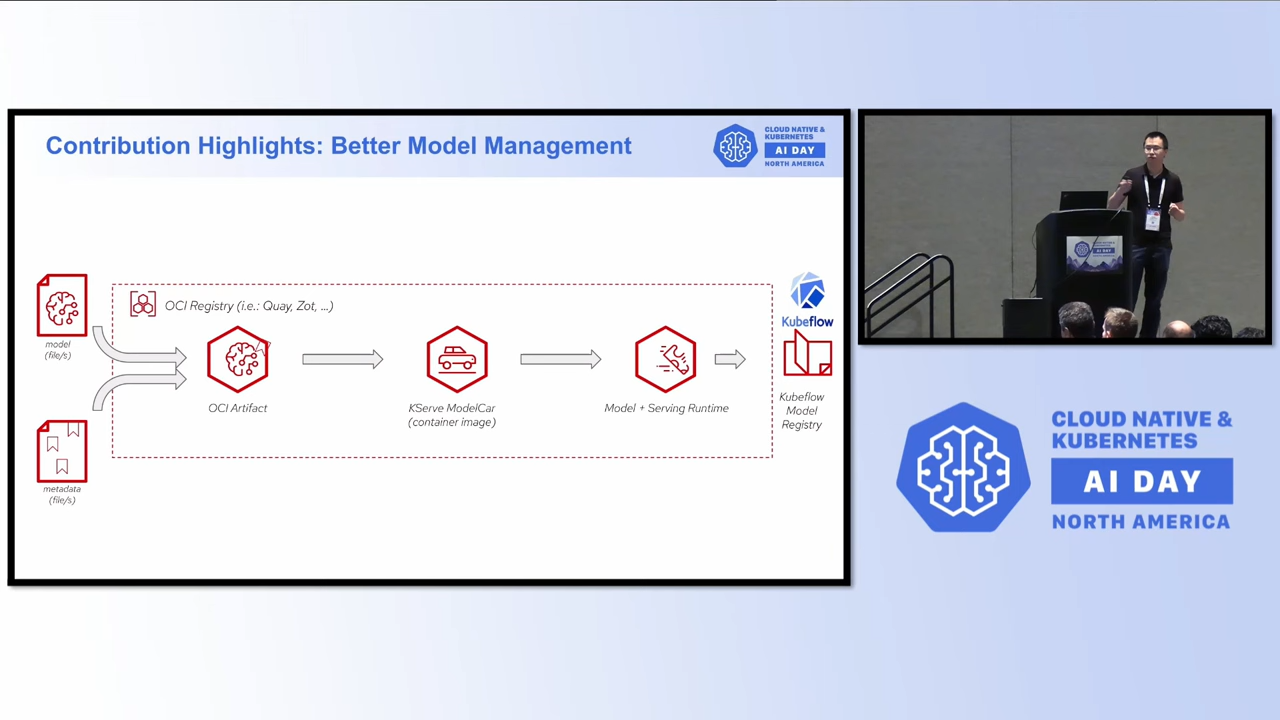 Contribution Highlights: Better Model Management
CLOUD NATIVE &
KUBERNETES
AI DAY
NORTH AMERICA
OCI Registry (i.e.: Quay, Zot, ...)
model
(file/s)
metadata
(file/s)
OCI Artifact
KServe ModelCar
(container image)
Model + Serving Runtime
Kubeflow
Kubeflow
Model
Registry
CLOUD NATIVE &
KUBERNETES
AI DAY
NORTH AMERICA